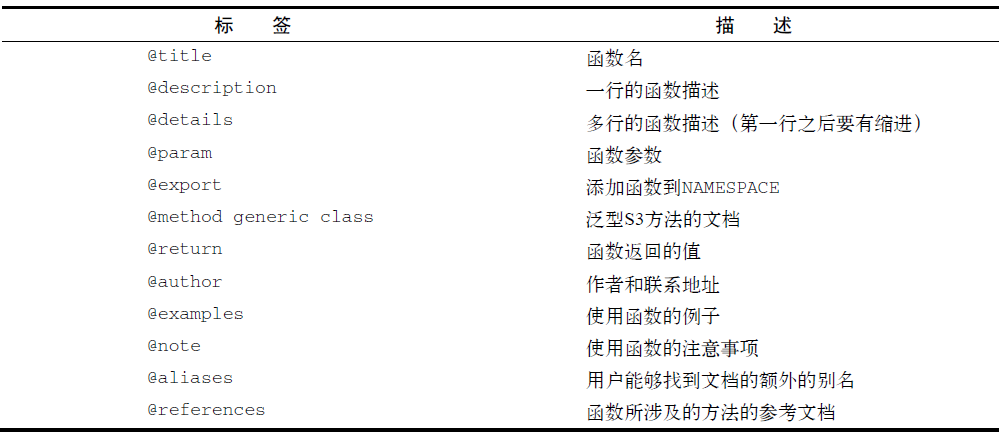 标 签 描 述
@title 函数名
@description 一行的函数描述
@details 多行的函数描述（第一行之后要有缩进）
@param 函数参数
@export 添加函数到NAMESPACE
@method generic class 泛型S3方法的文档
@return 函数返回的值
@author 作者和联系地址
@examples 使用函数的例子
@note 使用函数的注意事项
@aliases 用户能够找到文档的额外的别名
@references 函数所涉及的方法的参考文档